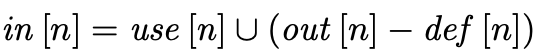 in [n] = use [n] ∪ (out [n] − def [n])